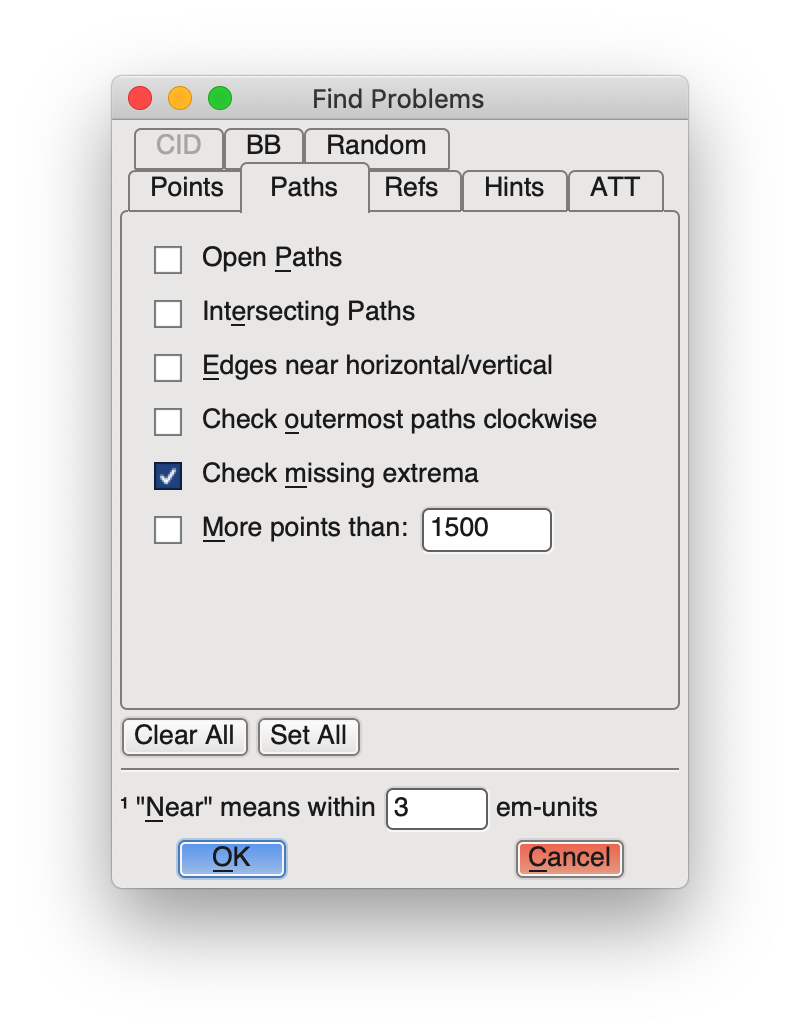 Find Problems
CID BB Random
Points Paths Refs Hints ATT
Open Paths
Intersecting Paths
Edges near horizontal/vertical
Check outermost paths clockwise
Check missing extrema
More points than: 1500
Clear All Set All
¹ "Near" means within 3 em-units
OK Cancel